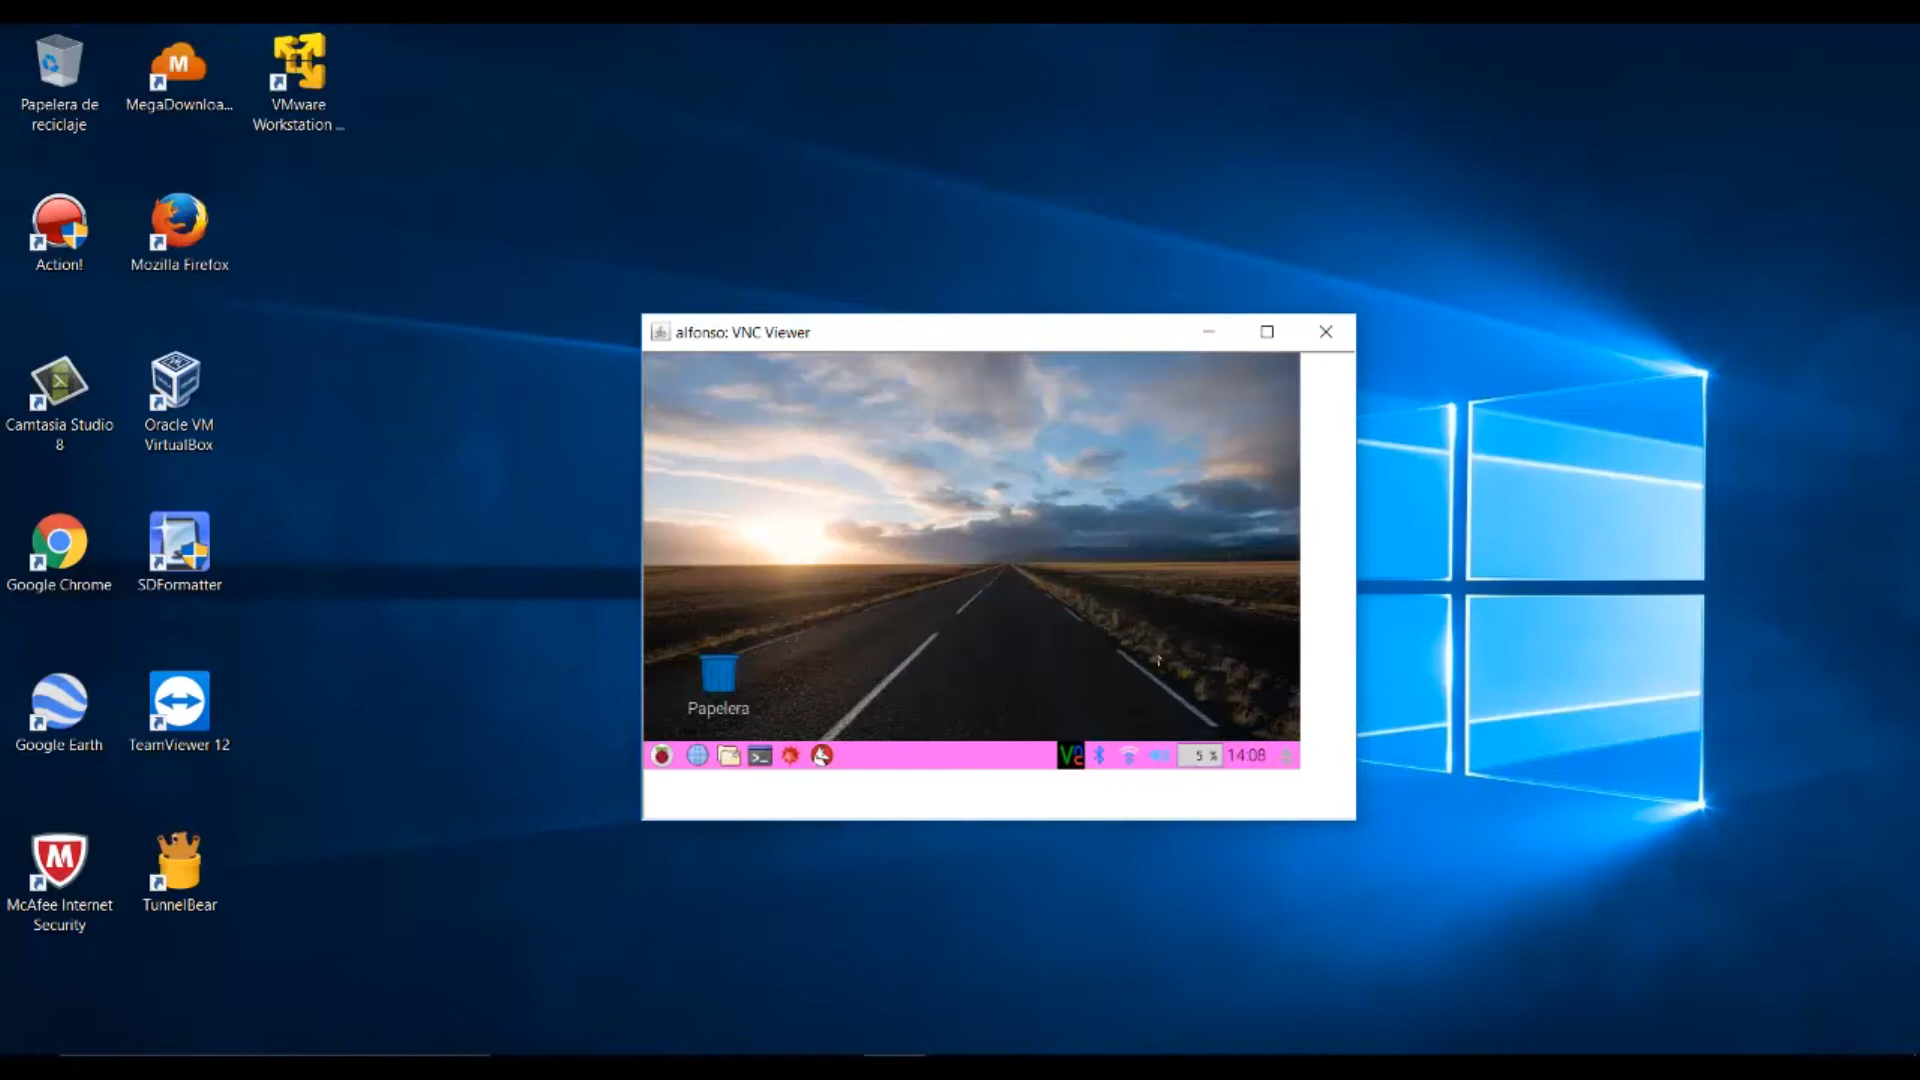 Papelera de
reciclaje
MegaDownloa...
VMware
Workstation ...
Action!
Mozilla Firefox
Camtasia Studio
8
Oracle VM
VirtualBox
Google Chrome
SDFormatter
Google Earth
TeamViewer 12
McAfee Internet
Security
TunnelBear
alfonso: VNC Viewer
Papelera
5 %
14:08